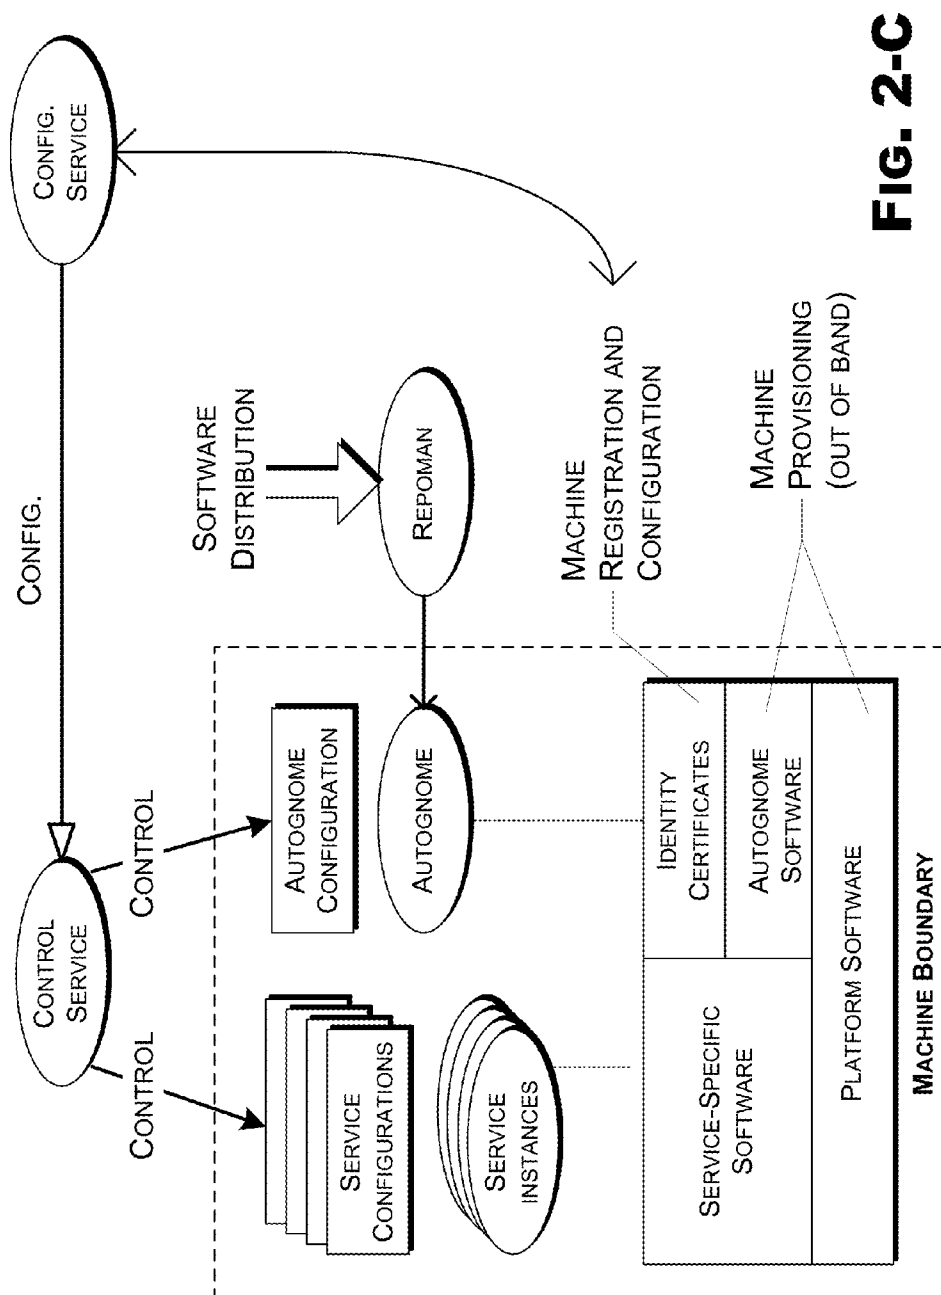 CONFIG.
CONTROL
SERVICE
CONFIG.
SERVICE
CONTROL
CONTROL
SOFTWARE
DISTRIBUTION
SERVICE
CONFIGURATIONS
AUTOGNOME
CONFIGURATION
SERVICE
INSTANCES
AUTOGNOME
REPOMAN
MACHINE
REGISTRATION AND
CONFIGURATION
SERVICE-SPECIFIC
SOFTWARE
IDENTITY
CERTIFICATES
AUTOGNOME
SOFTWARE
MACHINE
PROVISIONING
(OUT OF BAND)
PLATFORM SOFTWARE
MACHINE BOUNDARY
FIG. 2-C